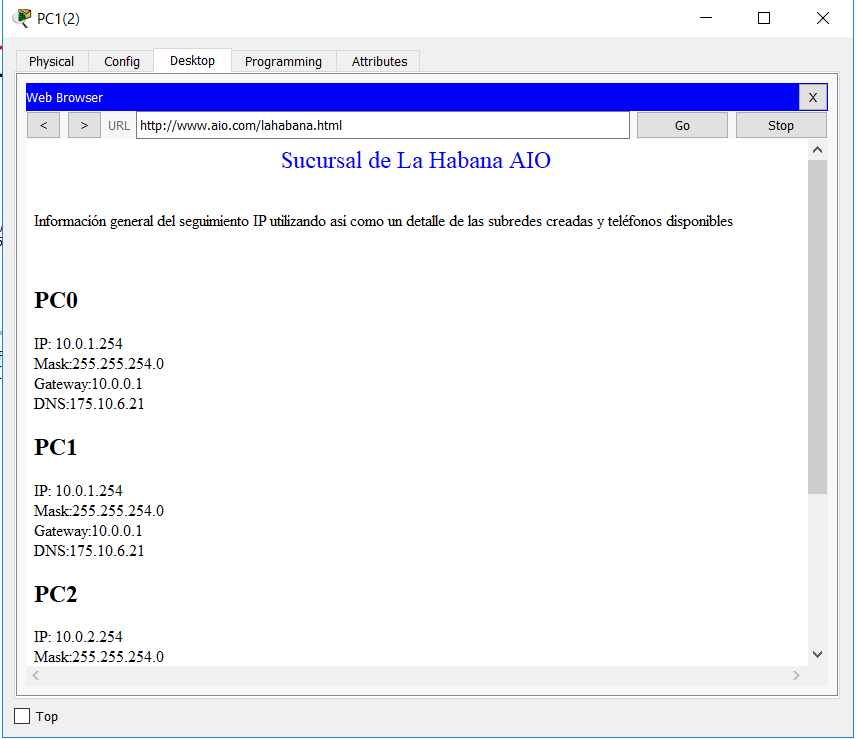 PC1(2)
Physical Config Desktop Programming Attributes
Web Browser X
< > URL http://www.aio.com/lahabana.html Go Stop
Sucursal de La Habana AIO
Información general del seguimiento IP utilizando asi como un detalle de las subredes creadas y teléfonos disponibles
PC0
IP: 10.0.1.254
Mask:255.255.254.0
Gateway:10.0.0.1
DNS:175.10.6.21
PC1
IP: 10.0.1.254
Mask:255.255.254.0
Gateway:10.0.0.1
DNS:175.10.6.21
PC2
IP: 10.0.2.254
Mask:255.255.254.0
Top